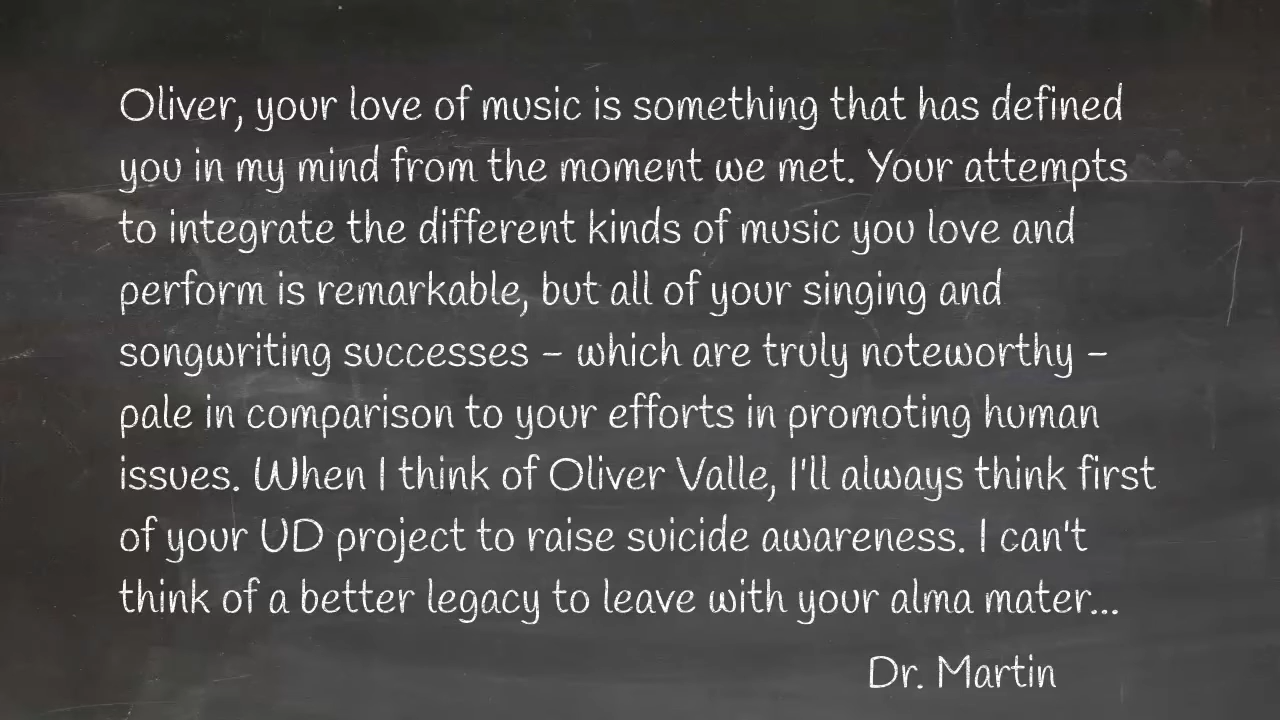 Oliver, your love of music is something that has defined
you in my mind from the moment we met. Your attempts
to integrate the different kinds of music you love and
perform is remarkable, but all of your singing and
songwriting successes – which are truly noteworthy –
pale in comparison to your efforts in promoting human
issues. When I think of Oliver Valle, I'll always think first
of your UD project to raise suicide awareness. I can't
think of a better legacy to leave with your alma mater...
Dr. Martin